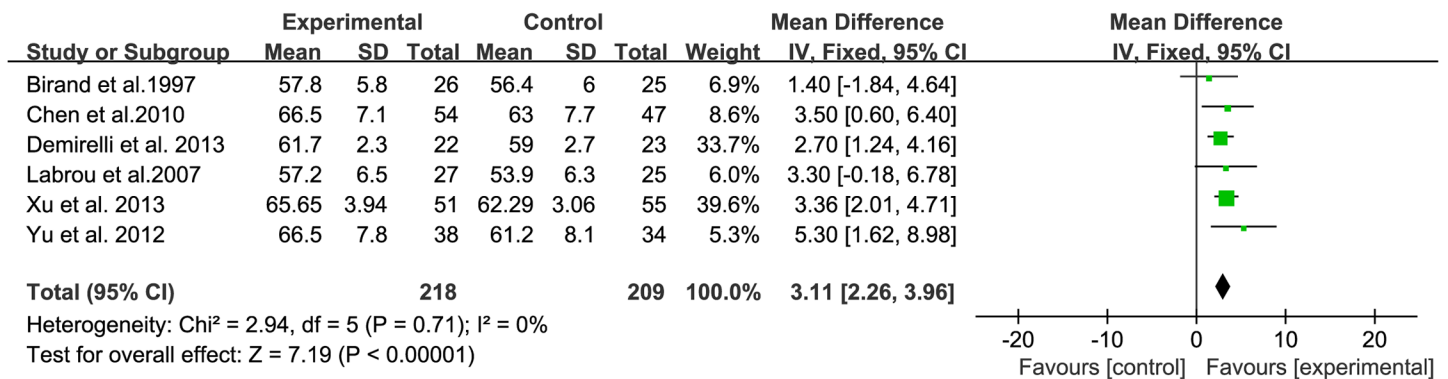 Experimental Control Mean Difference Mean Difference
Study or Subgroup Mean SD Total Mean SD Total Weight IV, Fixed, 95% CI IV, Fixed, 95% CI
Birand et al.1997 57.8 5.8 26 56.4 6 25 6.9% 1.40 [-1.84, 4.64]
Chen et al.2010 66.5 7.1 54 63 7.7 47 8.6% 3.50 [0.60, 6.40]
Demirelli et al. 2013 61.7 2.3 22 59 2.7 23 33.7% 2.70 [1.24, 4.16]
Labrou et al.2007 57.2 6.5 27 53.9 6.3 25 6.0% 3.30 [-0.18, 6.78]
Xu et al. 2013 65.65 3.94 51 62.29 3.06 55 39.6% 3.36 [2.01, 4.71]
Yu et al. 2012 66.5 7.8 38 61.2 8.1 34 5.3% 5.30 [1.62, 8.98]
Total (95% CI) 218 209 100.0% 3.11 [2.26, 3.96]
Heterogeneity: Chi² = 2.94, df = 5 (P = 0.71); I² = 0%
Test for overall effect: Z = 7.19 (P < 0.00001)
-20 -10 0 10 20
Favours [control] Favours [experimental]